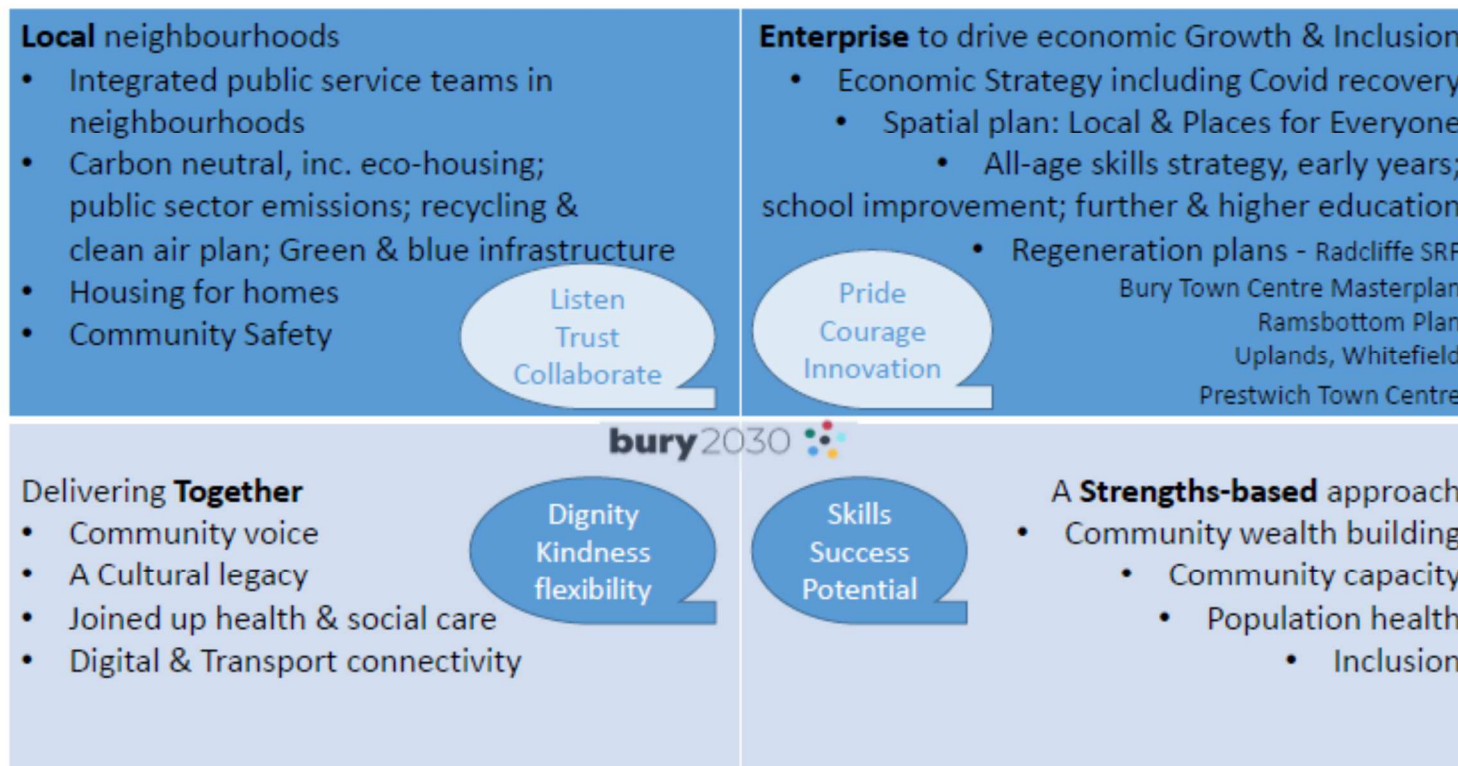 Local neighbourhoods
• Integrated public service teams in
neighbourhoods
• Carbon neutral, inc. eco-housing;
public sector emissions; recycling &
clean air plan; Green & blue infrastructure
• Housing for homes
• Community Safety
Listen
Trust
Collaborate
Enterprise to drive economic Growth & Inclusion
• Economic Strategy including Covid recovery
• Spatial plan: Local & Places for Everyone
• All-age skills strategy, early years;
school improvement; further & higher education
• Regeneration plans - Radcliffe SRF
Bury Town Centre Masterplan
Ramsbottom Plan
Uplands, Whitefield
Prestwich Town Centre
Pride
Courage
Innovation
bury2030
Delivering Together
• Community voice
• A Cultural legacy
• Joined up health & social care
• Digital & Transport connectivity
Dignity
Kindness
flexibility
Skills
Success
Potential
A Strengths-based approach
• Community wealth building
• Community capacity
• Population health
• Inclusion